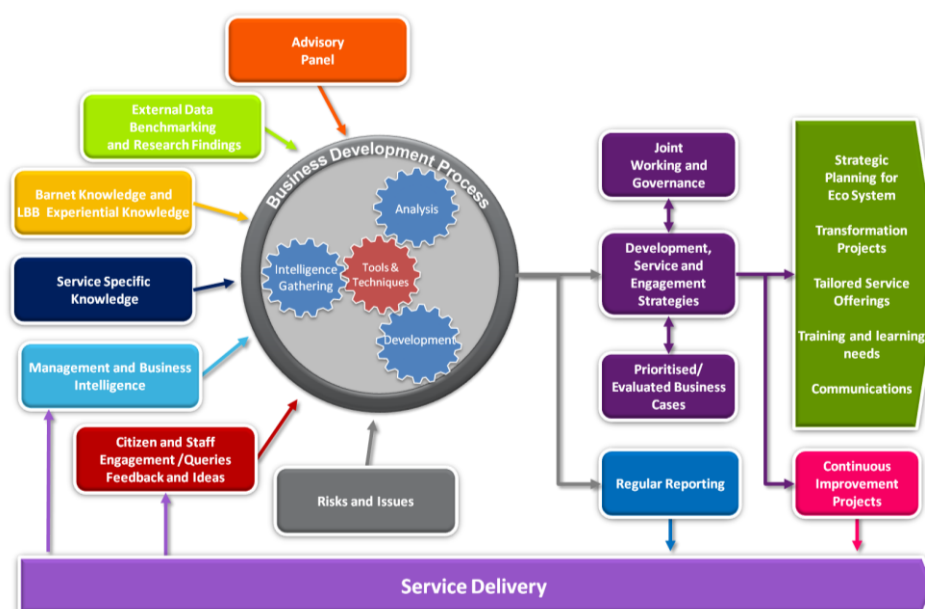 Advisory
Panel
External Data
Benchmarking
and Research Findings
Barnet Knowledge and
LBB Experiential Knowledge
Service Specific
Knowledge
Management and Business
Intelligence
Citizen and Staff
Engagement /Queries
Feedback and Ideas
Risks and Issues
Business Development Process
Analysis
Intelligence
Gathering
Tools &
Techniques
Development
Joint
Working and
Governance
Development,
Service and
Engagement
Strategies
Prioritised/
Evaluated Business
Cases
Regular Reporting
Strategic
Planning for
Eco System
Transformation
Projects
Tailored Service
Offerings
Training and learning
needs
Communications
Continuous
Improvement
Projects
Service Delivery